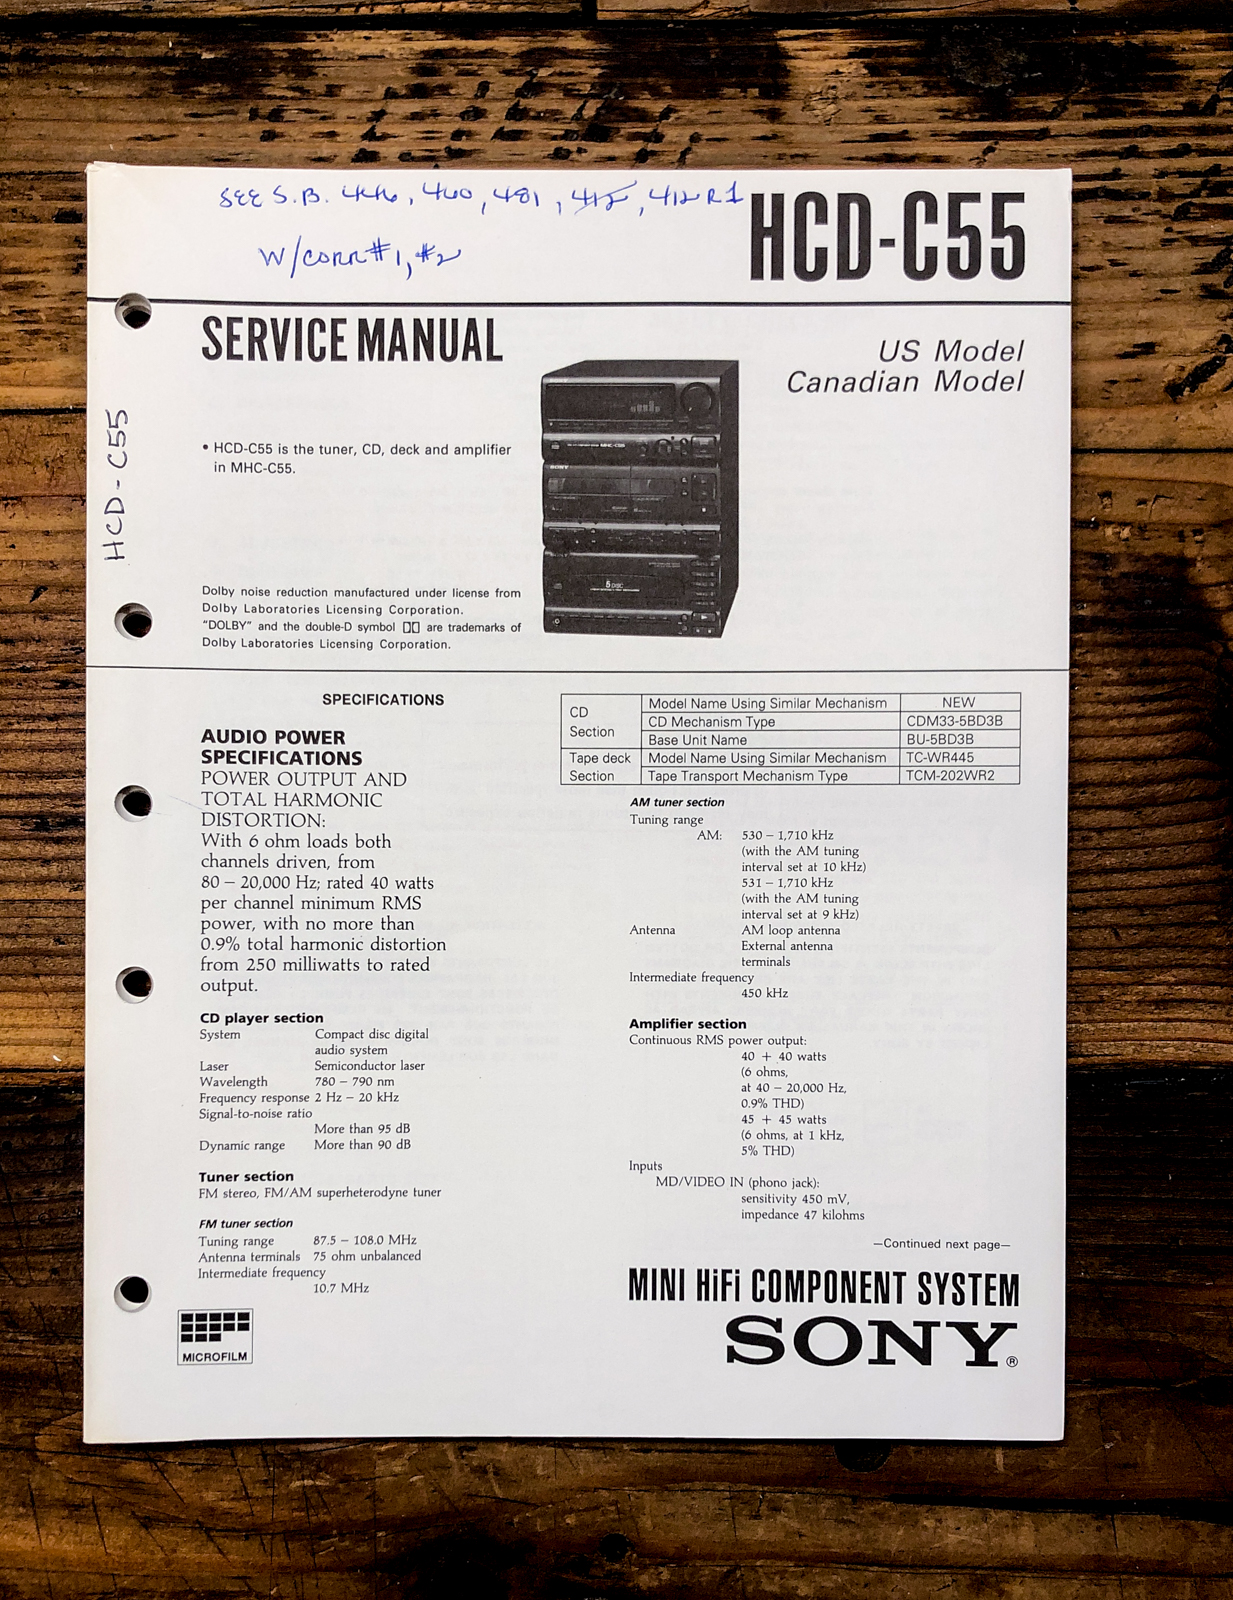 SEE S.B. 446, 460, 481, 412, 412 R1
W/CORR #1, #2
HCD-C55
SERVICE MANUAL
US Model
Canadian Model
HCD-C55
• HCD-C55 is the tuner, CD, deck and amplifier
in MHC-C55.
SONY
MHC-C55
SONY
5 DISC
Dolby noise reduction manufactured under license from
Dolby Laboratories Licensing Corporation.
"DOLBY" and the double-D symbol are trademarks of
Dolby Laboratories Licensing Corporation.
SPECIFICATIONS
AUDIO POWER
SPECIFICATIONS
POWER OUTPUT AND
TOTAL HARMONIC
DISTORTION:
With 6 ohm loads both
channels driven, from
80 – 20,000 Hz; rated 40 watts
per channel minimum RMS
power, with no more than
0.9% total harmonic distortion
from 250 milliwatts to rated
output.
CD player section
System Compact disc digital
audio system
Laser Semiconductor laser
Wavelength 780 – 790 nm
Frequency response 2 Hz – 20 kHz
Signal-to-noise ratio
More than 95 dB
Dynamic range More than 90 dB
Tuner section
FM stereo, FM/AM superheterodyne tuner
FM tuner section
Tuning range 87.5 – 108.0 MHz
Antenna terminals 75 ohm unbalanced
Intermediate frequency
10.7 MHz
MICROFILM
CD Section Model Name Using Similar Mechanism NEW
CD Mechanism Type CDM33-5BD3B
Base Unit Name BU-5BD3B
Tape deck Section Model Name Using Similar Mechanism TC-WR445
Tape Transport Mechanism Type TCM-202WR2
AM tuner section
Tuning range
AM: 530 – 1,710 kHz
(with the AM tuning
interval set at 10 kHz)
531 – 1,710 kHz
(with the AM tuning
interval set at 9 kHz)
Antenna AM loop antenna
External antenna
terminals
Intermediate frequency
450 kHz
Amplifier section
Continuous RMS power output:
40 + 40 watts
(6 ohms,
at 40 – 20,000 Hz,
0.9% THD)
45 + 45 watts
(6 ohms, at 1 kHz,
5% THD)
Inputs
MD/VIDEO IN (phono jack):
sensitivity 450 mV,
impedance 47 kilohms
—Continued next page—
MINI HiFi COMPONENT SYSTEM
SONY®